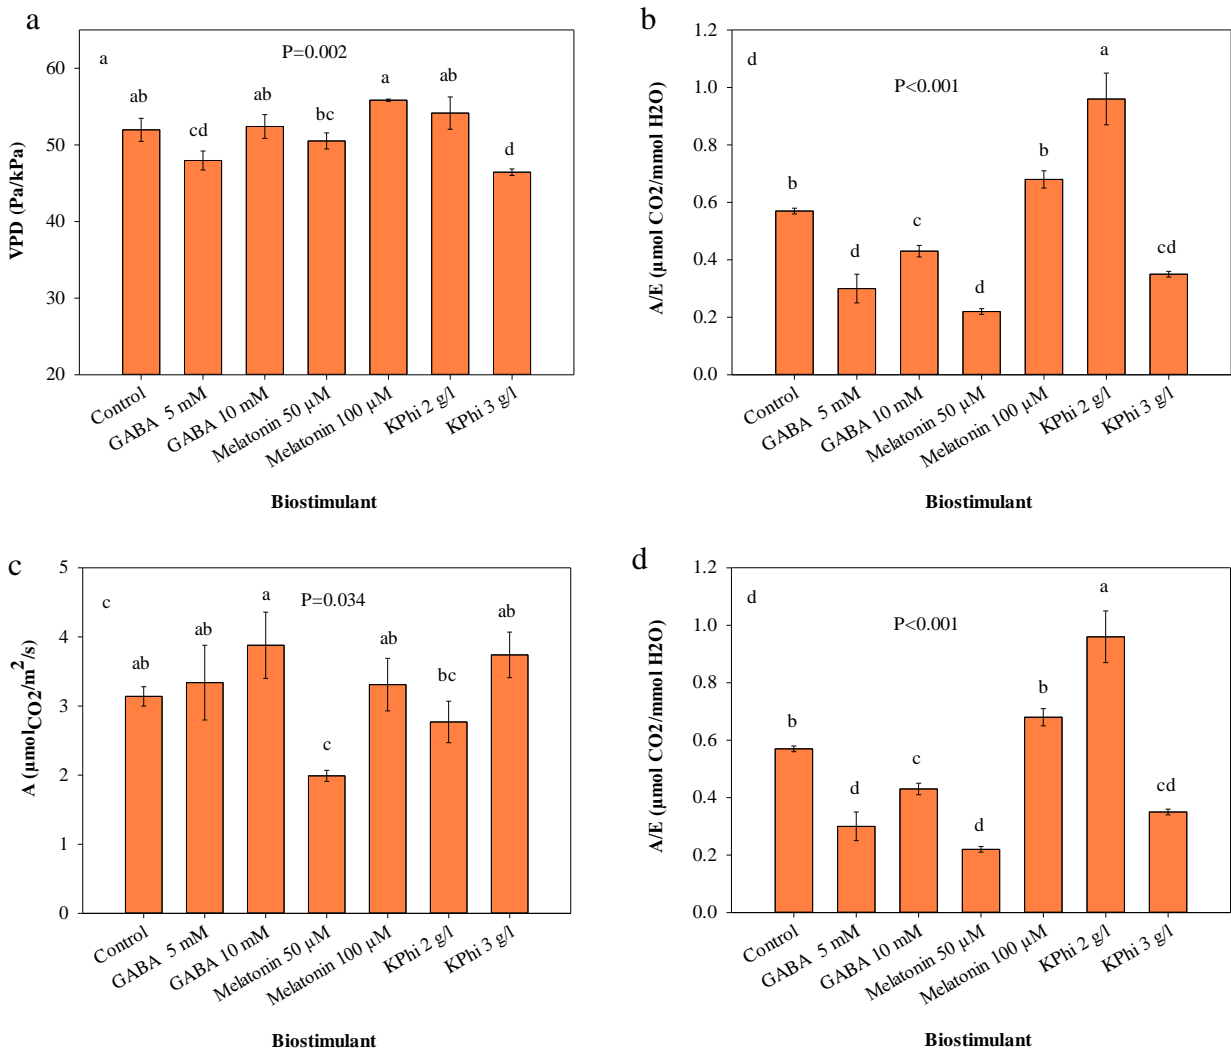 a
a
P=0.002
60
50
40
30
20
VPD (Pa/kPa)
ab
cd
ab
bc
a
ab
d
Control
GABA 5 mM
GABA 10 mM
Melatonin 50 µM
Melatonin 100 µM
KPhi 2 g/l
KPhi 3 g/l
Biostimulant
b
d
P<0.001
1.2
1.0
0.8
0.6
0.4
0.2
0.0
A/E (µmol CO2/mmol H2O)
b
d
c
d
b
a
cd
Control
GABA 5 mM
GABA 10 mM
Melatonin 50 µM
Melatonin 100 µM
KPhi 2 g/l
KPhi 3 g/l
Biostimulant
c
c
P=0.034
5
4
3
2
1
0
A (µmolCO2/m²/s)
ab
ab
a
c
ab
bc
ab
Control
GABA 5 mM
GABA 10 mM
Melatonin 50 µM
Melatonin 100 µM
KPhi 2 g/l
KPhi 3 g/l
Biostimulant
d
d
P<0.001
1.2
1.0
0.8
0.6
0.4
0.2
0.0
A/E (µmol CO2/mmol H2O)
b
d
c
d
b
a
cd
Control
GABA 5 mM
GABA 10 mM
Melatonin 50 µM
Melatonin 100 µM
KPhi 2 g/l
KPhi 3 g/l
Biostimulant